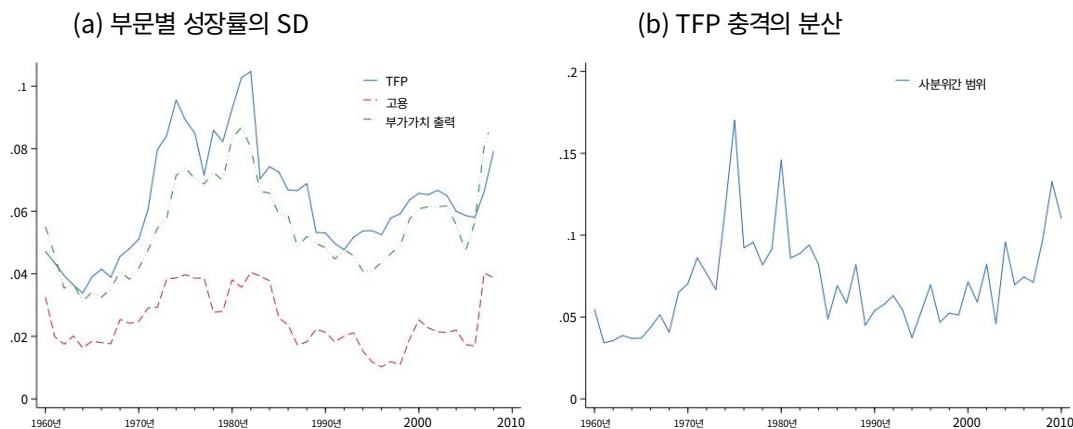 (a) 부문별 성장률의 SD
TFP
고용
부가가치 출력
.1
.08
.06
.04
.02
0
1960년
1970년
1980년
1990년
2000
2010
(b) TFP 충격의 분산
사분위간 범위
.2
.15
.1
.05
0
1960년
1970년
1980년
1990년
2000
2010